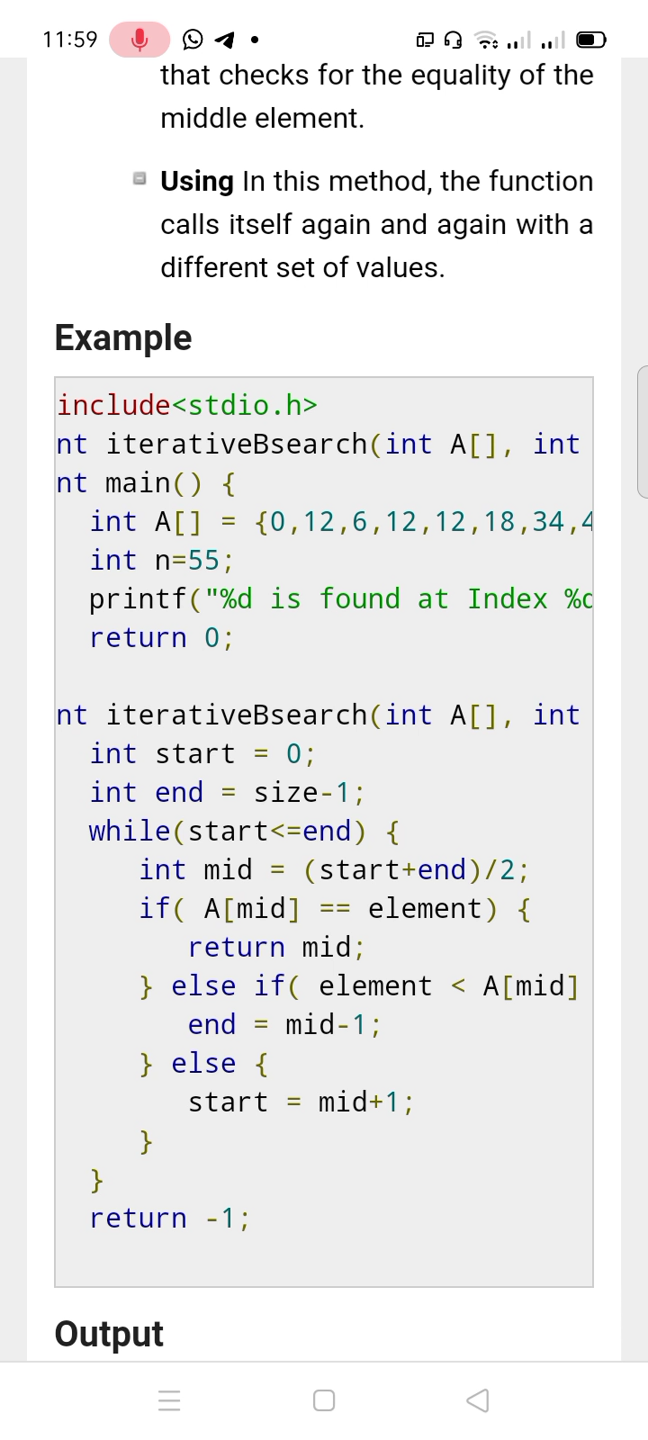 11:59
that checks for the equality of the
middle element.
Using In this method, the function
calls itself again and again with a
different set of values.
Example
include<stdio.h>
nt iterativeBsearch(int A[], int
nt main() {
int A[] = {0,12,6,12,12,18,34,4
int n=55;
printf("%d is found at Index %d
return 0;
nt iterativeBsearch(int A[], int
int start = 0;
int end = size-1;
while(start<=end) {
int mid = (start+end)/2;
if( A[mid] == element) {
return mid;
} else if( element < A[mid]
end = mid-1;
} else {
start = mid+1;
}
}
return -1;
Output